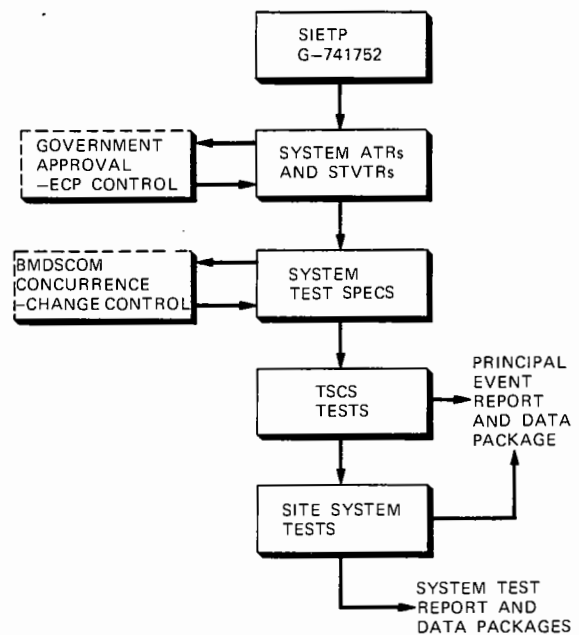 SIETP
G-741752
GOVERNMENT
APPROVAL
-ECP CONTROL
SYSTEM ATRs
AND STVTRs
BMDSCOM
CONCURRENCE
-CHANGE CONTROL
SYSTEM
TEST SPECS
TSCS
TESTS
PRINCIPAL
EVENT
REPORT
AND DATA
PACKAGE
SITE SYSTEM
TESTS
SYSTEM TEST
REPORT AND
DATA PACKAGES